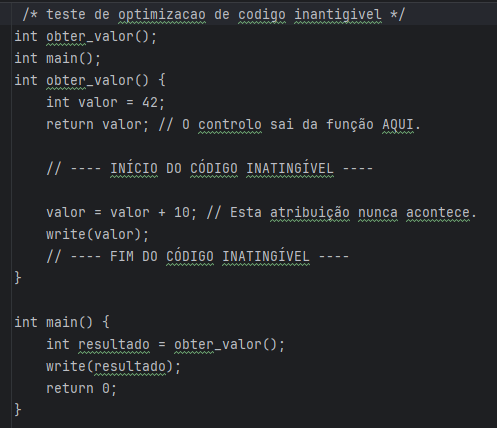 /* teste de optimizacao de codigo inantigivel */
int obter_valor();
int main();
int obter_valor() {
    int valor = 42;
    return valor; // O controlo sai da função AQUI.

    // ---- INÍCIO DO CÓDIGO INATINGÍVEL ----

    valor = valor + 10; // Esta atribuição nunca acontece.
    write(valor);
    // ---- FIM DO CÓDIGO INATINGÍVEL ----
}

int main() {
    int resultado = obter_valor();
    write(resultado);
    return 0;
}